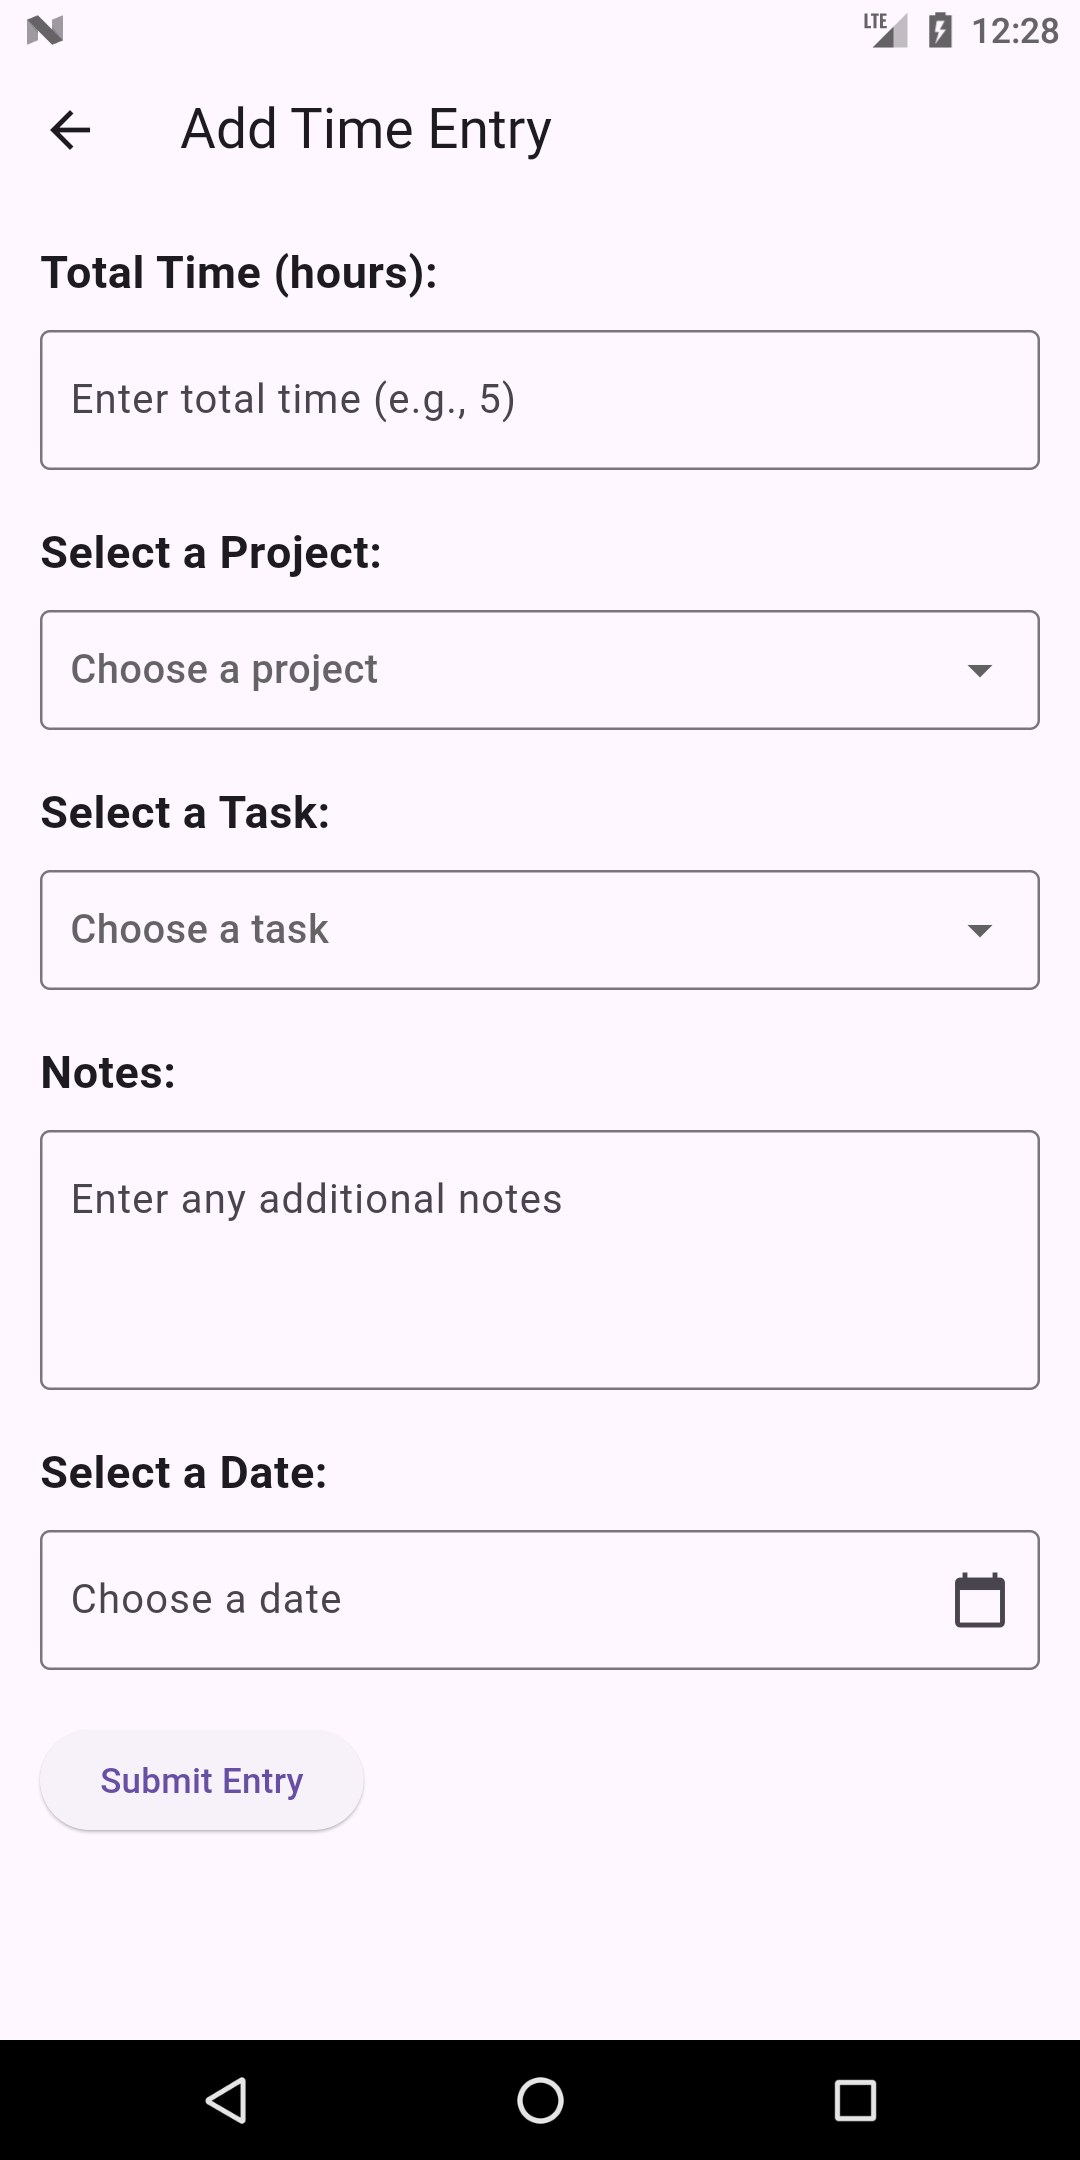 LTE 12:28
Add Time Entry
Total Time (hours):
Enter total time (e.g., 5)
Select a Project:
Choose a project
Select a Task:
Choose a task
Notes:
Enter any additional notes
Select a Date:
Choose a date
Submit Entry